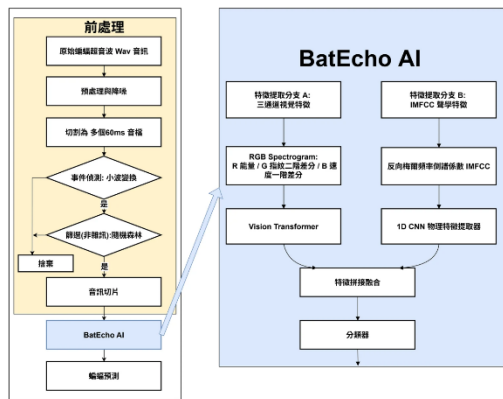 前處理
原始蝙蝠超音波 Wav 音訊
預處理與降噪
切割為 多個60ms 音檔
事件偵測: 小波變換
是
篩選(非雜訊):隨機森林
捨棄
是
音訊切片
BatEcho AI
蝙蝠預測
BatEcho AI
特徵提取分支 A:
三通道視覺特徵
RGB Spectrogram:
R 能量 / G 指紋二階差分 / B 速
度一階差分
Vision Transformer
特徵提取分支 B:
IMFCC 聲學特徵
反向梅爾頻率倒譜係數 IMFCC
1D CNN 物理特徵提取器
特徵拼接融合
分類器